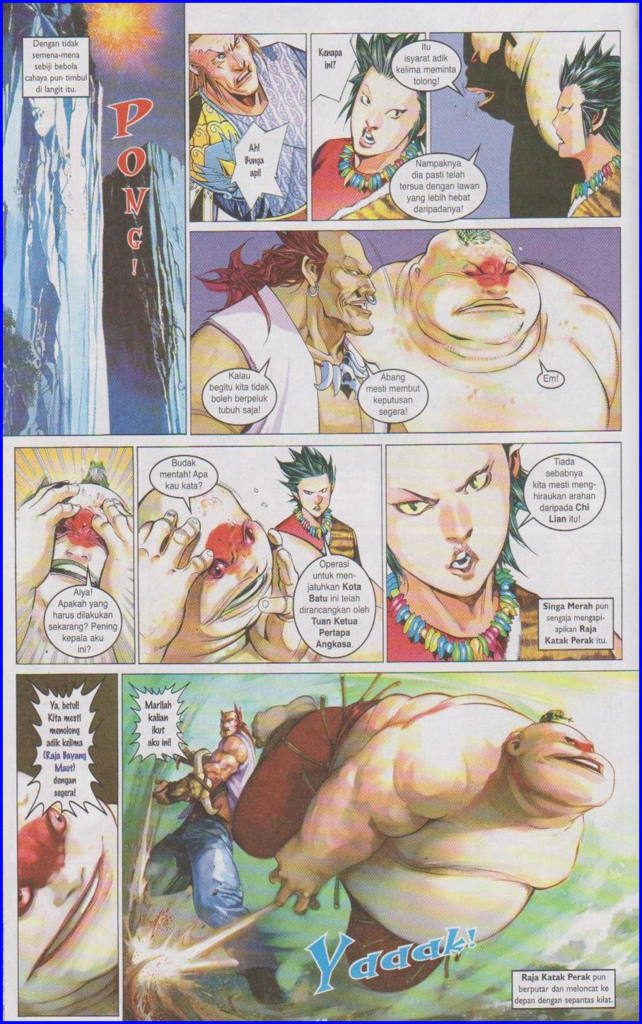 Dengan tidak
semena-mena
sebiji bebola
cahaya pun timbul
di langit itu.
PONG!
Ah!
Bunga
api!
Kenapa
ini?
Itu
isyarat adik
kelima meminta
tolong!
Nampaknya
dia pasti telah
tersua dengan lawan
yang lebih hebat
daripadanya!
Kalau
begitu kita tidak
boleh berpeluk
tubuh saja!
Abang
mesti membuat
keputusan
segera!
Em!
Aiya!
Apakah yang
harus dilakukan
sekarang? Pening
kepala aku
ini?
Budak
mentah! Apa
kau kata?
Operasi
untuk men-
jatuhkan Kota
Batu ini telah
dirancangkan oleh
Tuan Ketua
Pertapa
Angkasa.
Tiada
sebabnya
kita mesti meng-
hiraukan arahan
daripada Chi
Lian itu!
Singa Merah pun
sengaja mengapi-
apikan Raja
Katak Perak itu.
Ya, betul!
Kita mesti
menolong
adik kelima
(Raja Bayang
Maut)
dengan
segera!
Marilah
kalian
ikut
aku ini!
Yaaak!
Raja Katak Perak pun
berputar dan meloncat ke
depan dengan sepantas kilat.